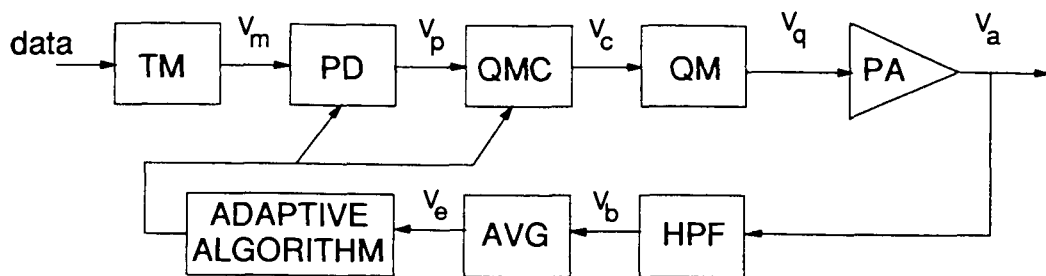 data
TM
V_m
PD
V_p
QMC
V_c
QM
V_q
PA
V_a
ADAPTIVE
ALGORITHM
V_e
AVG
V_b
HPF